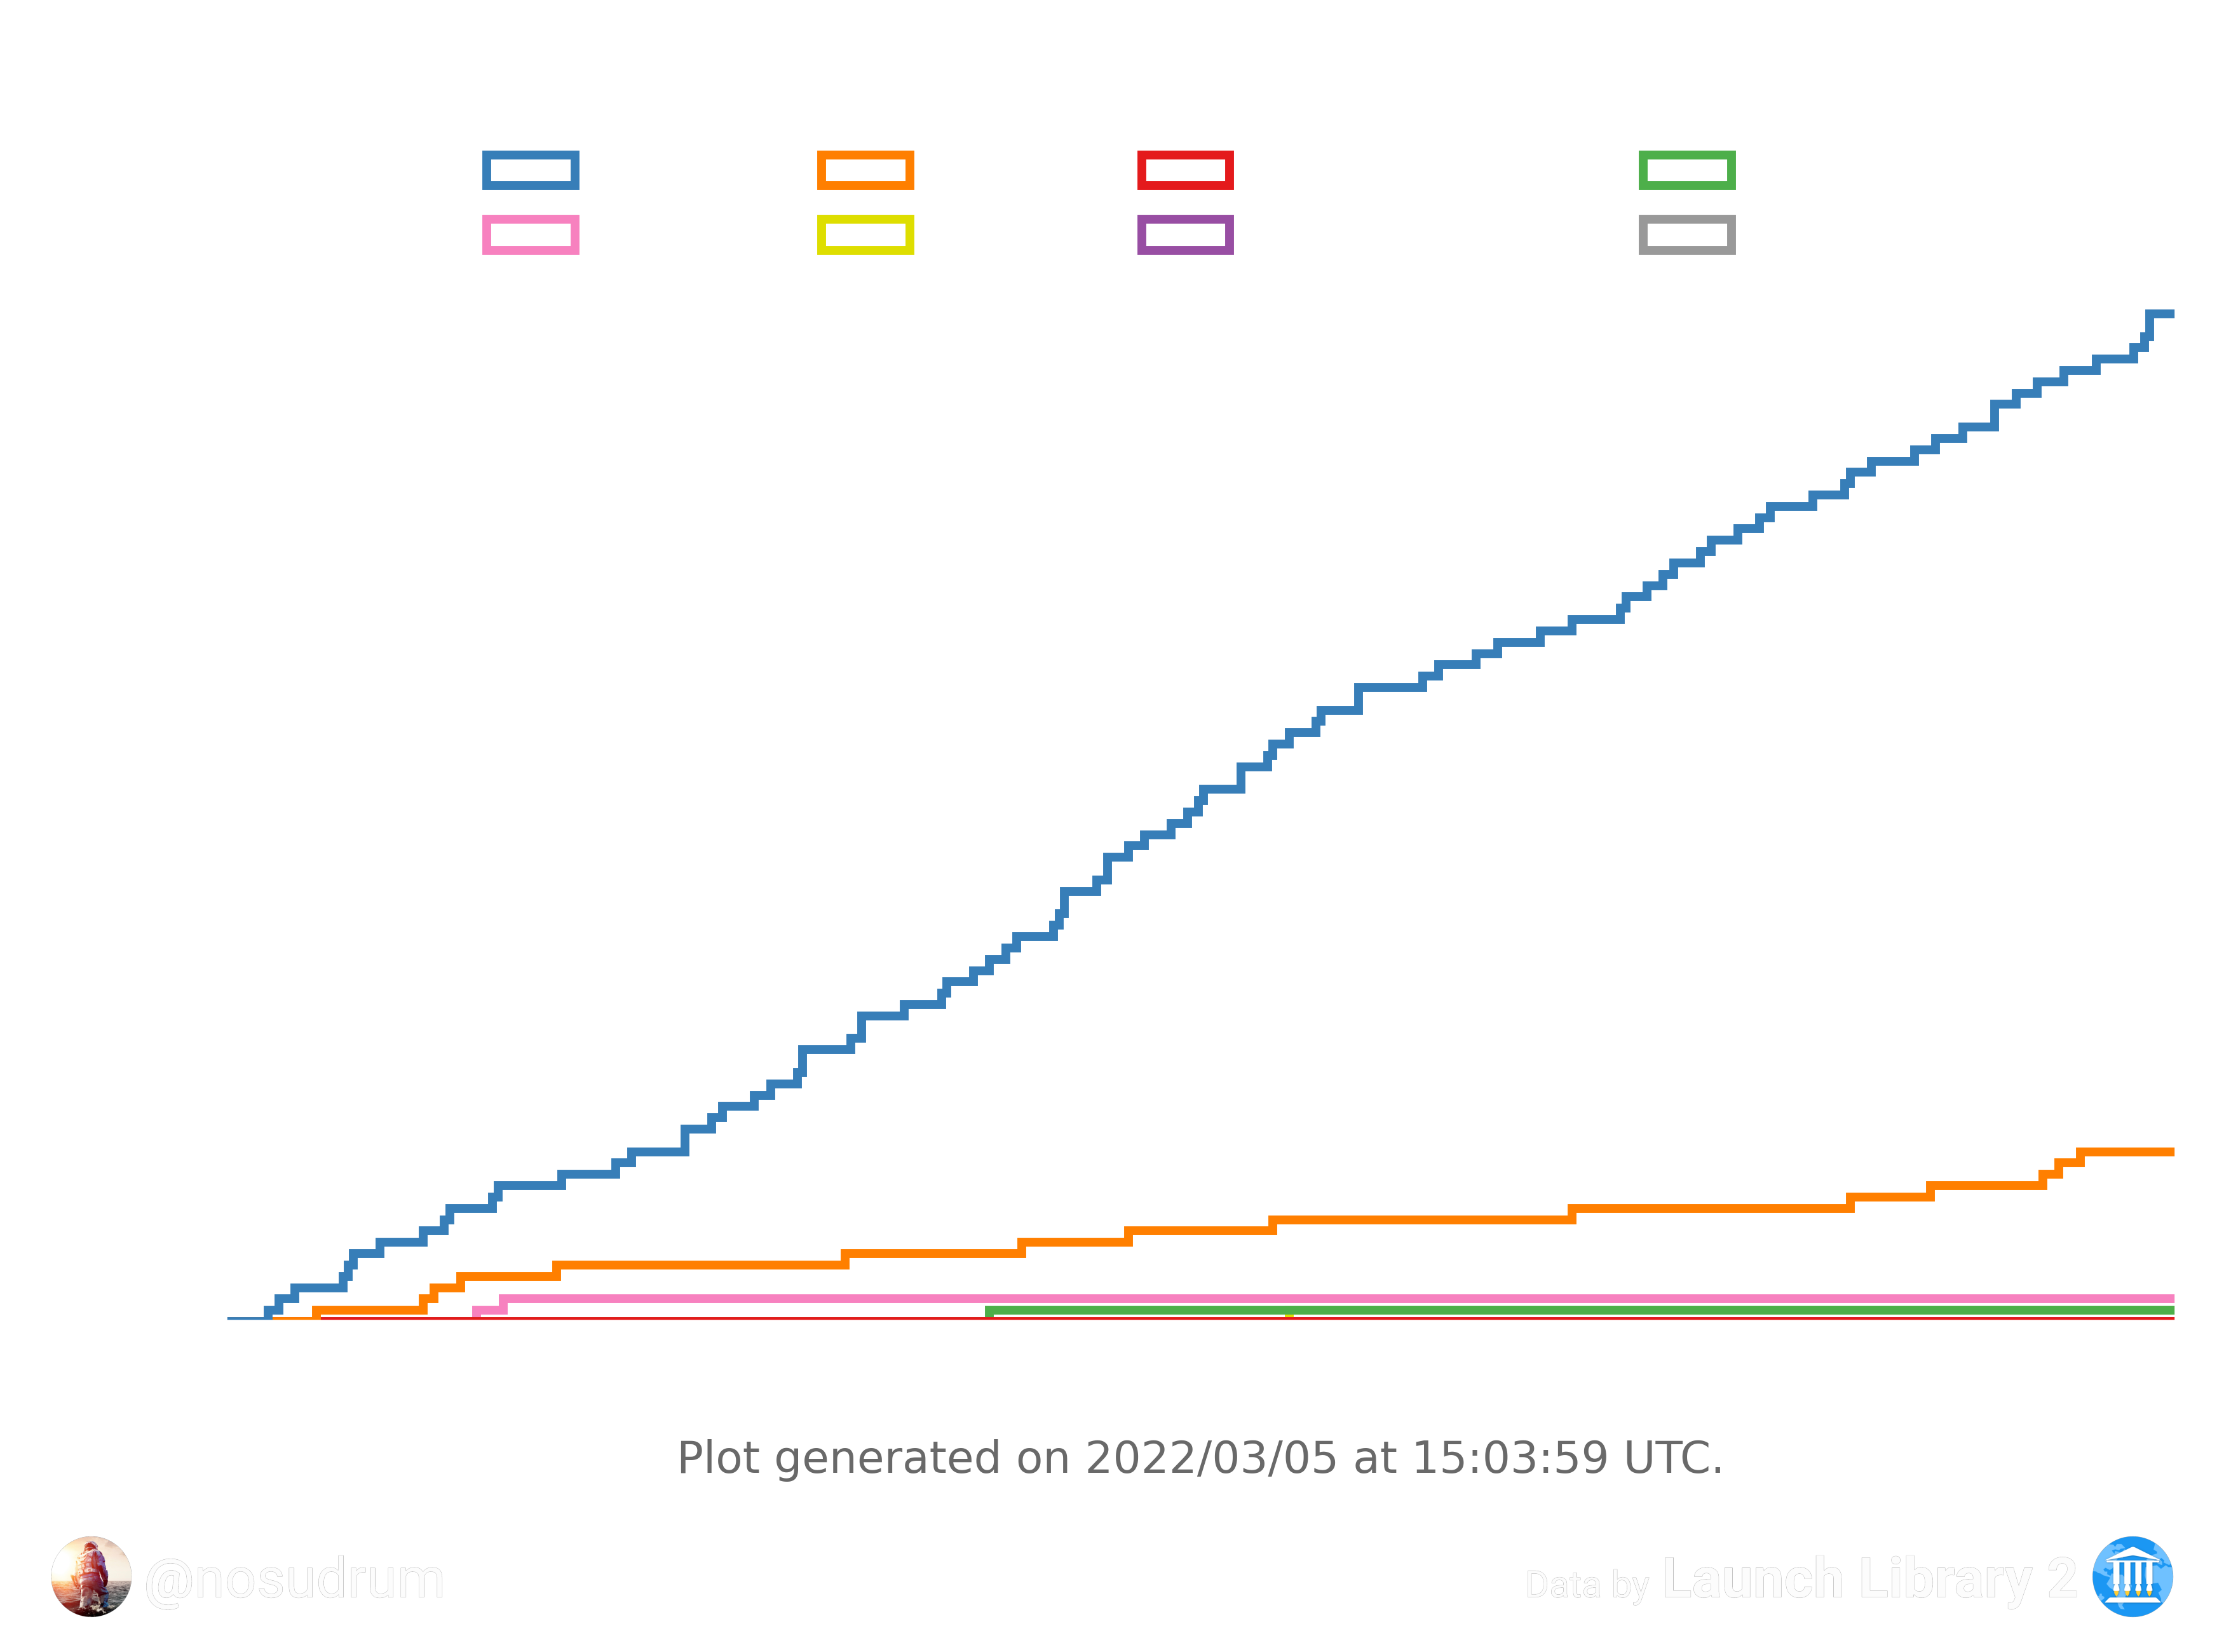 Plot generated on 2022/03/05 at 15:03:59 UTC.
@nosudrum
Data by Launch Library 2